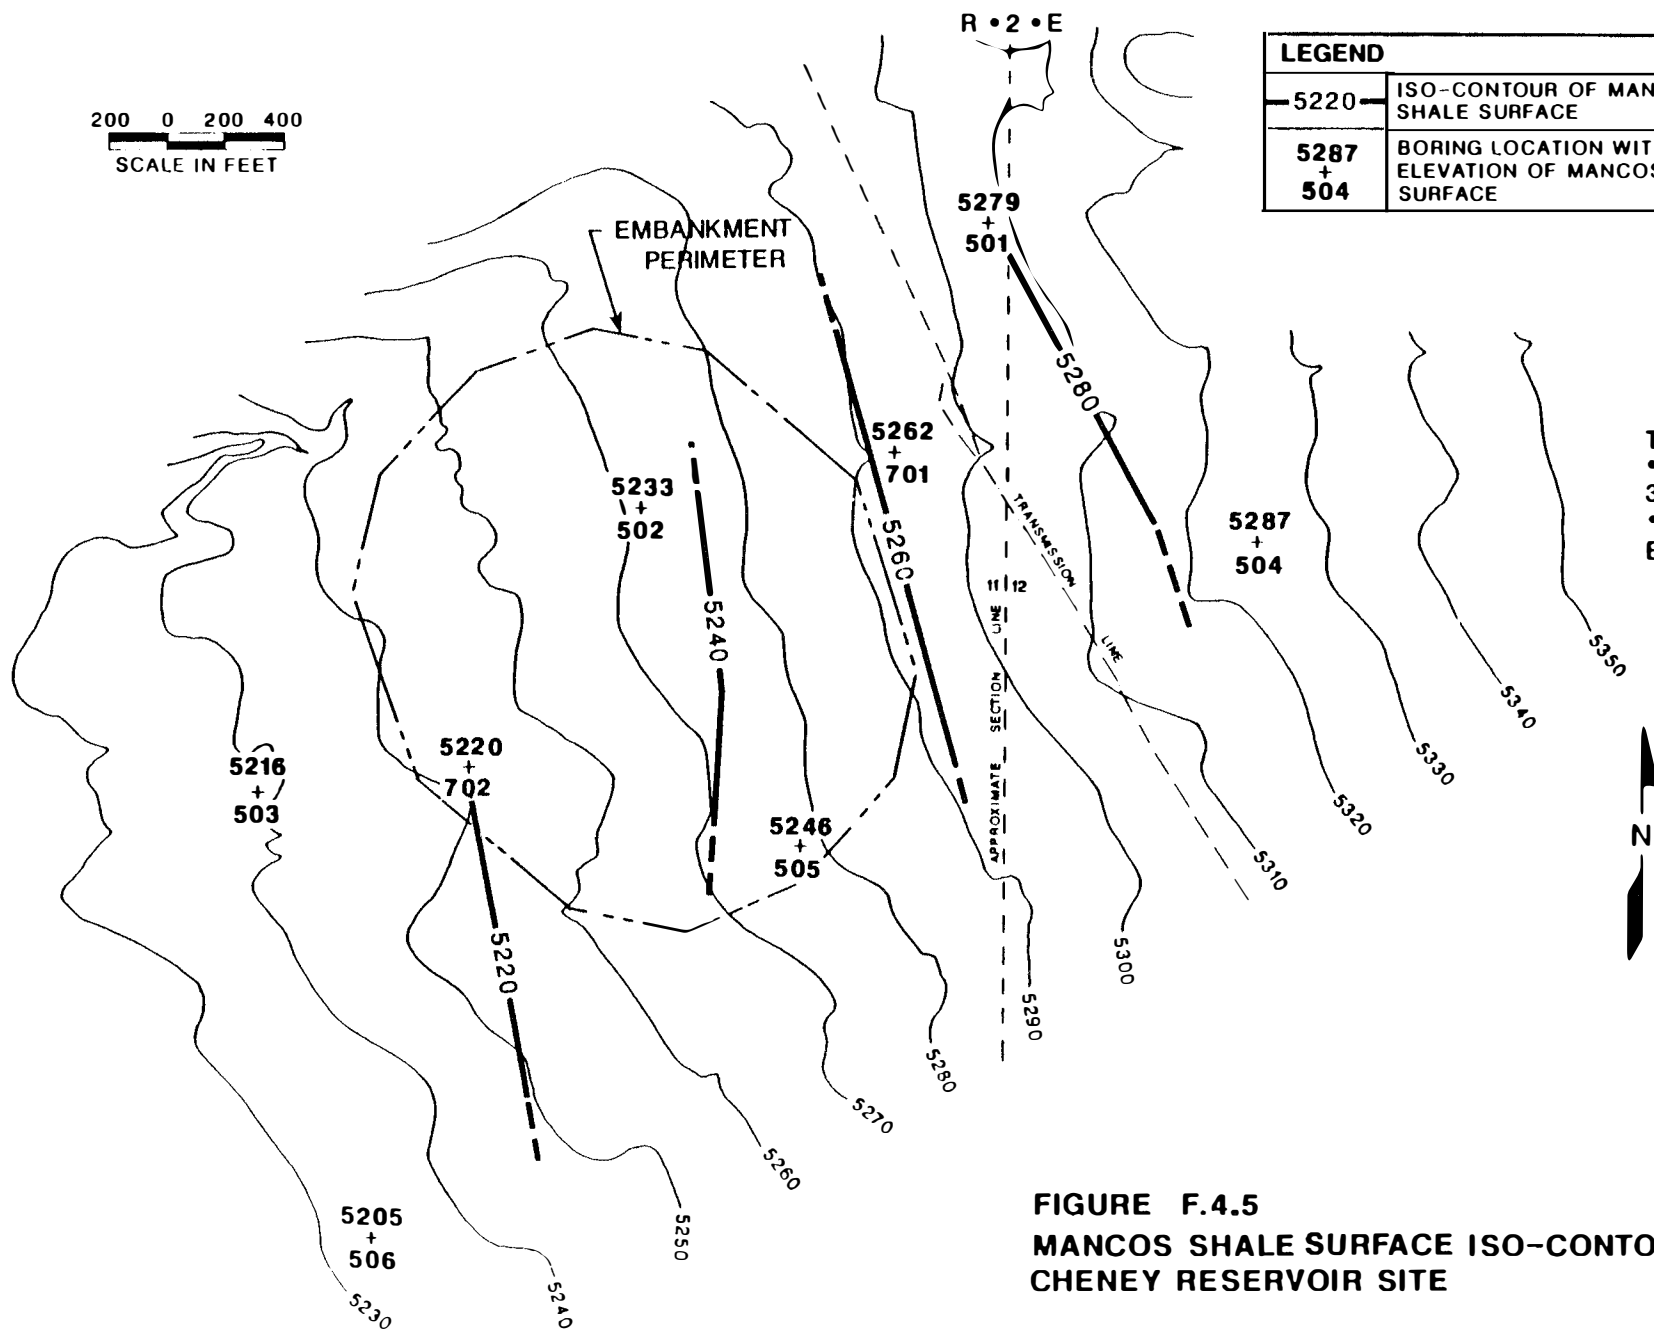 R • 2 • E
LEGEND
5220
ISO-CONTOUR OF MAN
SHALE SURFACE
5287
+
504
BORING LOCATION WIT
ELEVATION OF MANCOS
SURFACE
200 0 200 400
SCALE IN FEET
EMBANKMENT
PERIMETER
5279
+
501
5280
5262
+
701
5233
+
502
5260
5240
TRANSMISSION
LINE
11 12
5287
+
504
T
•
3
•
E
APPROXIMATE SECTION LINE
5220
+
702
5216
+
503
5246
+
505
5220
5205
+
506
5350
5340
5330
5320
5310
5300
5290
5280
5270
5260
5250
5240
5230
N
FIGURE F.4.5
MANCOS SHALE SURFACE ISO-CONTO
CHENEY RESERVOIR SITE